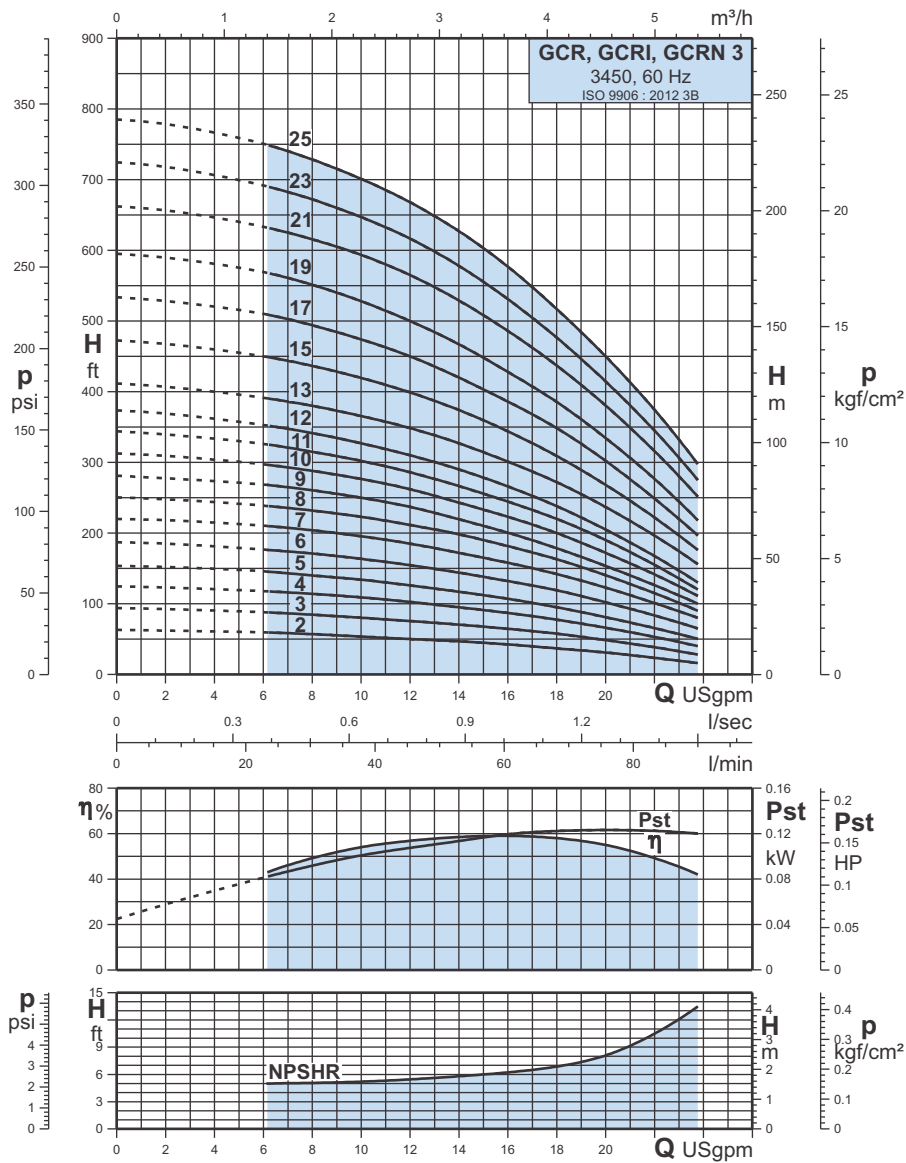 0 1 2 3 4 5 m³/h
GCR, GCRI, GCRN 3
3450, 60 Hz
ISO 9906 : 2012 3B
900
800
700
600
500
400
300
200
100
0
H
ft
350
300
250
200
150
100
50
0
p
psi
25
23
21
19
17
15
13
12
11
10
9
8
7
6
5
4
3
2
250
200
150
100
50
0
H
m
25
20
15
10
5
0
p
kgf/cm²
0 2 4 6 8 10 12 14 16 18 20 Q USgpm
0 0.3 0.6 0.9 1.2 l/sec
0 20 40 60 80 l/min
80
60
40
20
0
η%
Pst
η
0.16
0.12
0.08
0.04
0
Pst
kW
0.2
0.15
0.1
0.05
0
Pst
HP
p
psi
4
3
2
1
0
H
ft
15
9
6
3
0
NPSHR
4
3
2
1
0
H
m
0.4
0.3
0.2
0.1
0
p
kgf/cm²
0 2 4 6 8 10 12 14 16 18 20 Q USgpm